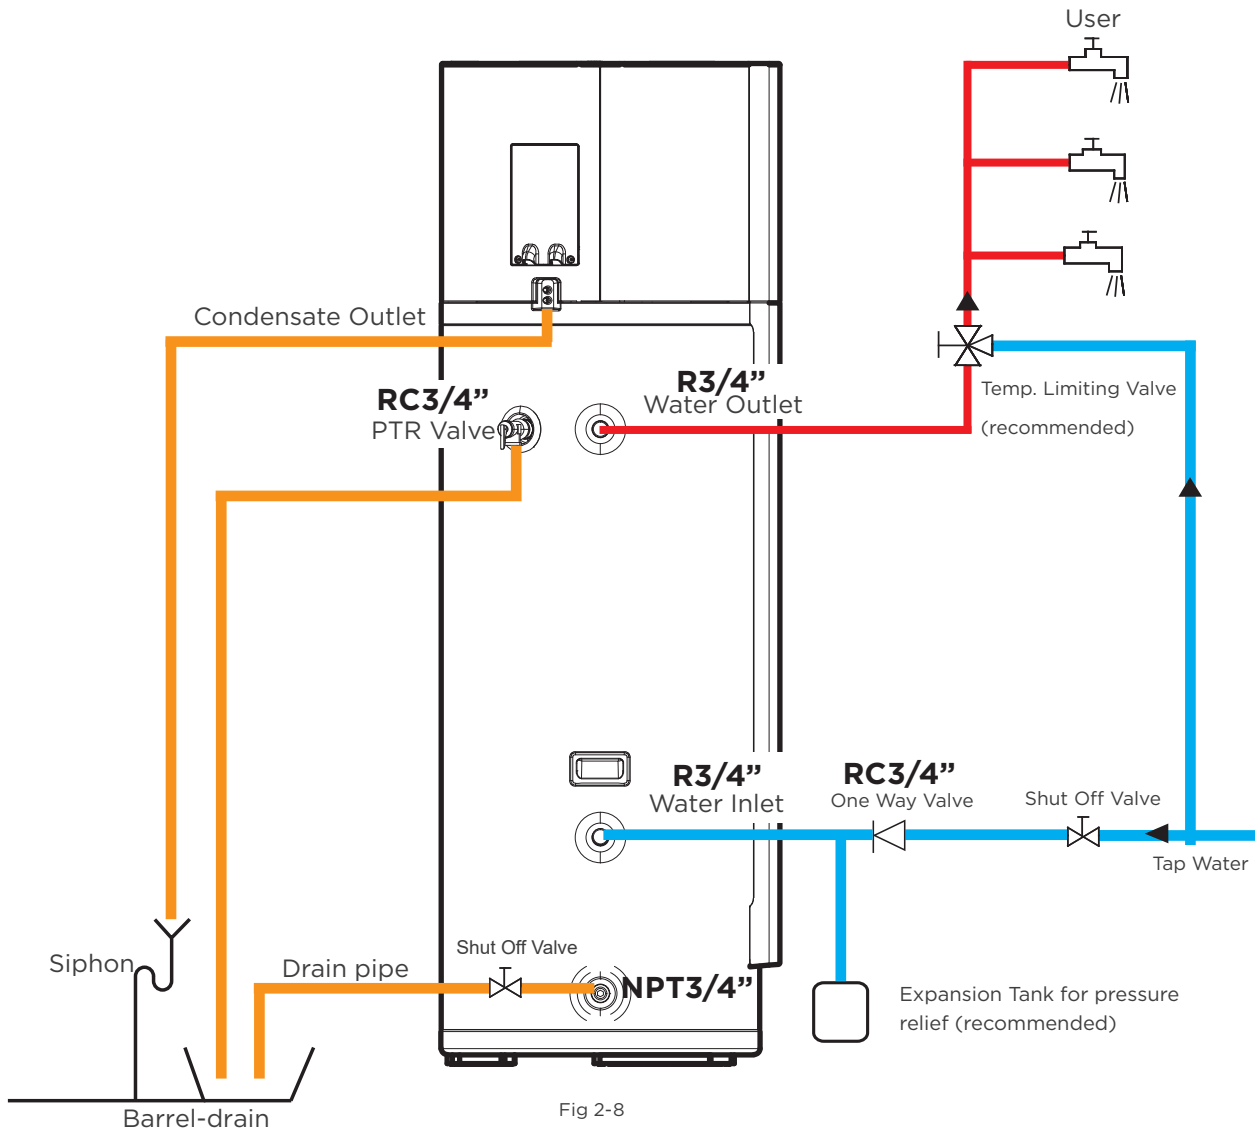 User
Condensate Outlet
RC3/4”
PTR Valve
R3/4”
Water Outlet
Temp. Limiting Valve
(recommended)
R3/4”
Water Inlet
RC3/4”
One Way Valve
Shut Off Valve
Tap Water
Siphon
Drain pipe
Shut Off Valve
NPT3/4”
Expansion Tank for pressure
relief (recommended)
Barrel-drain
Fig 2-8